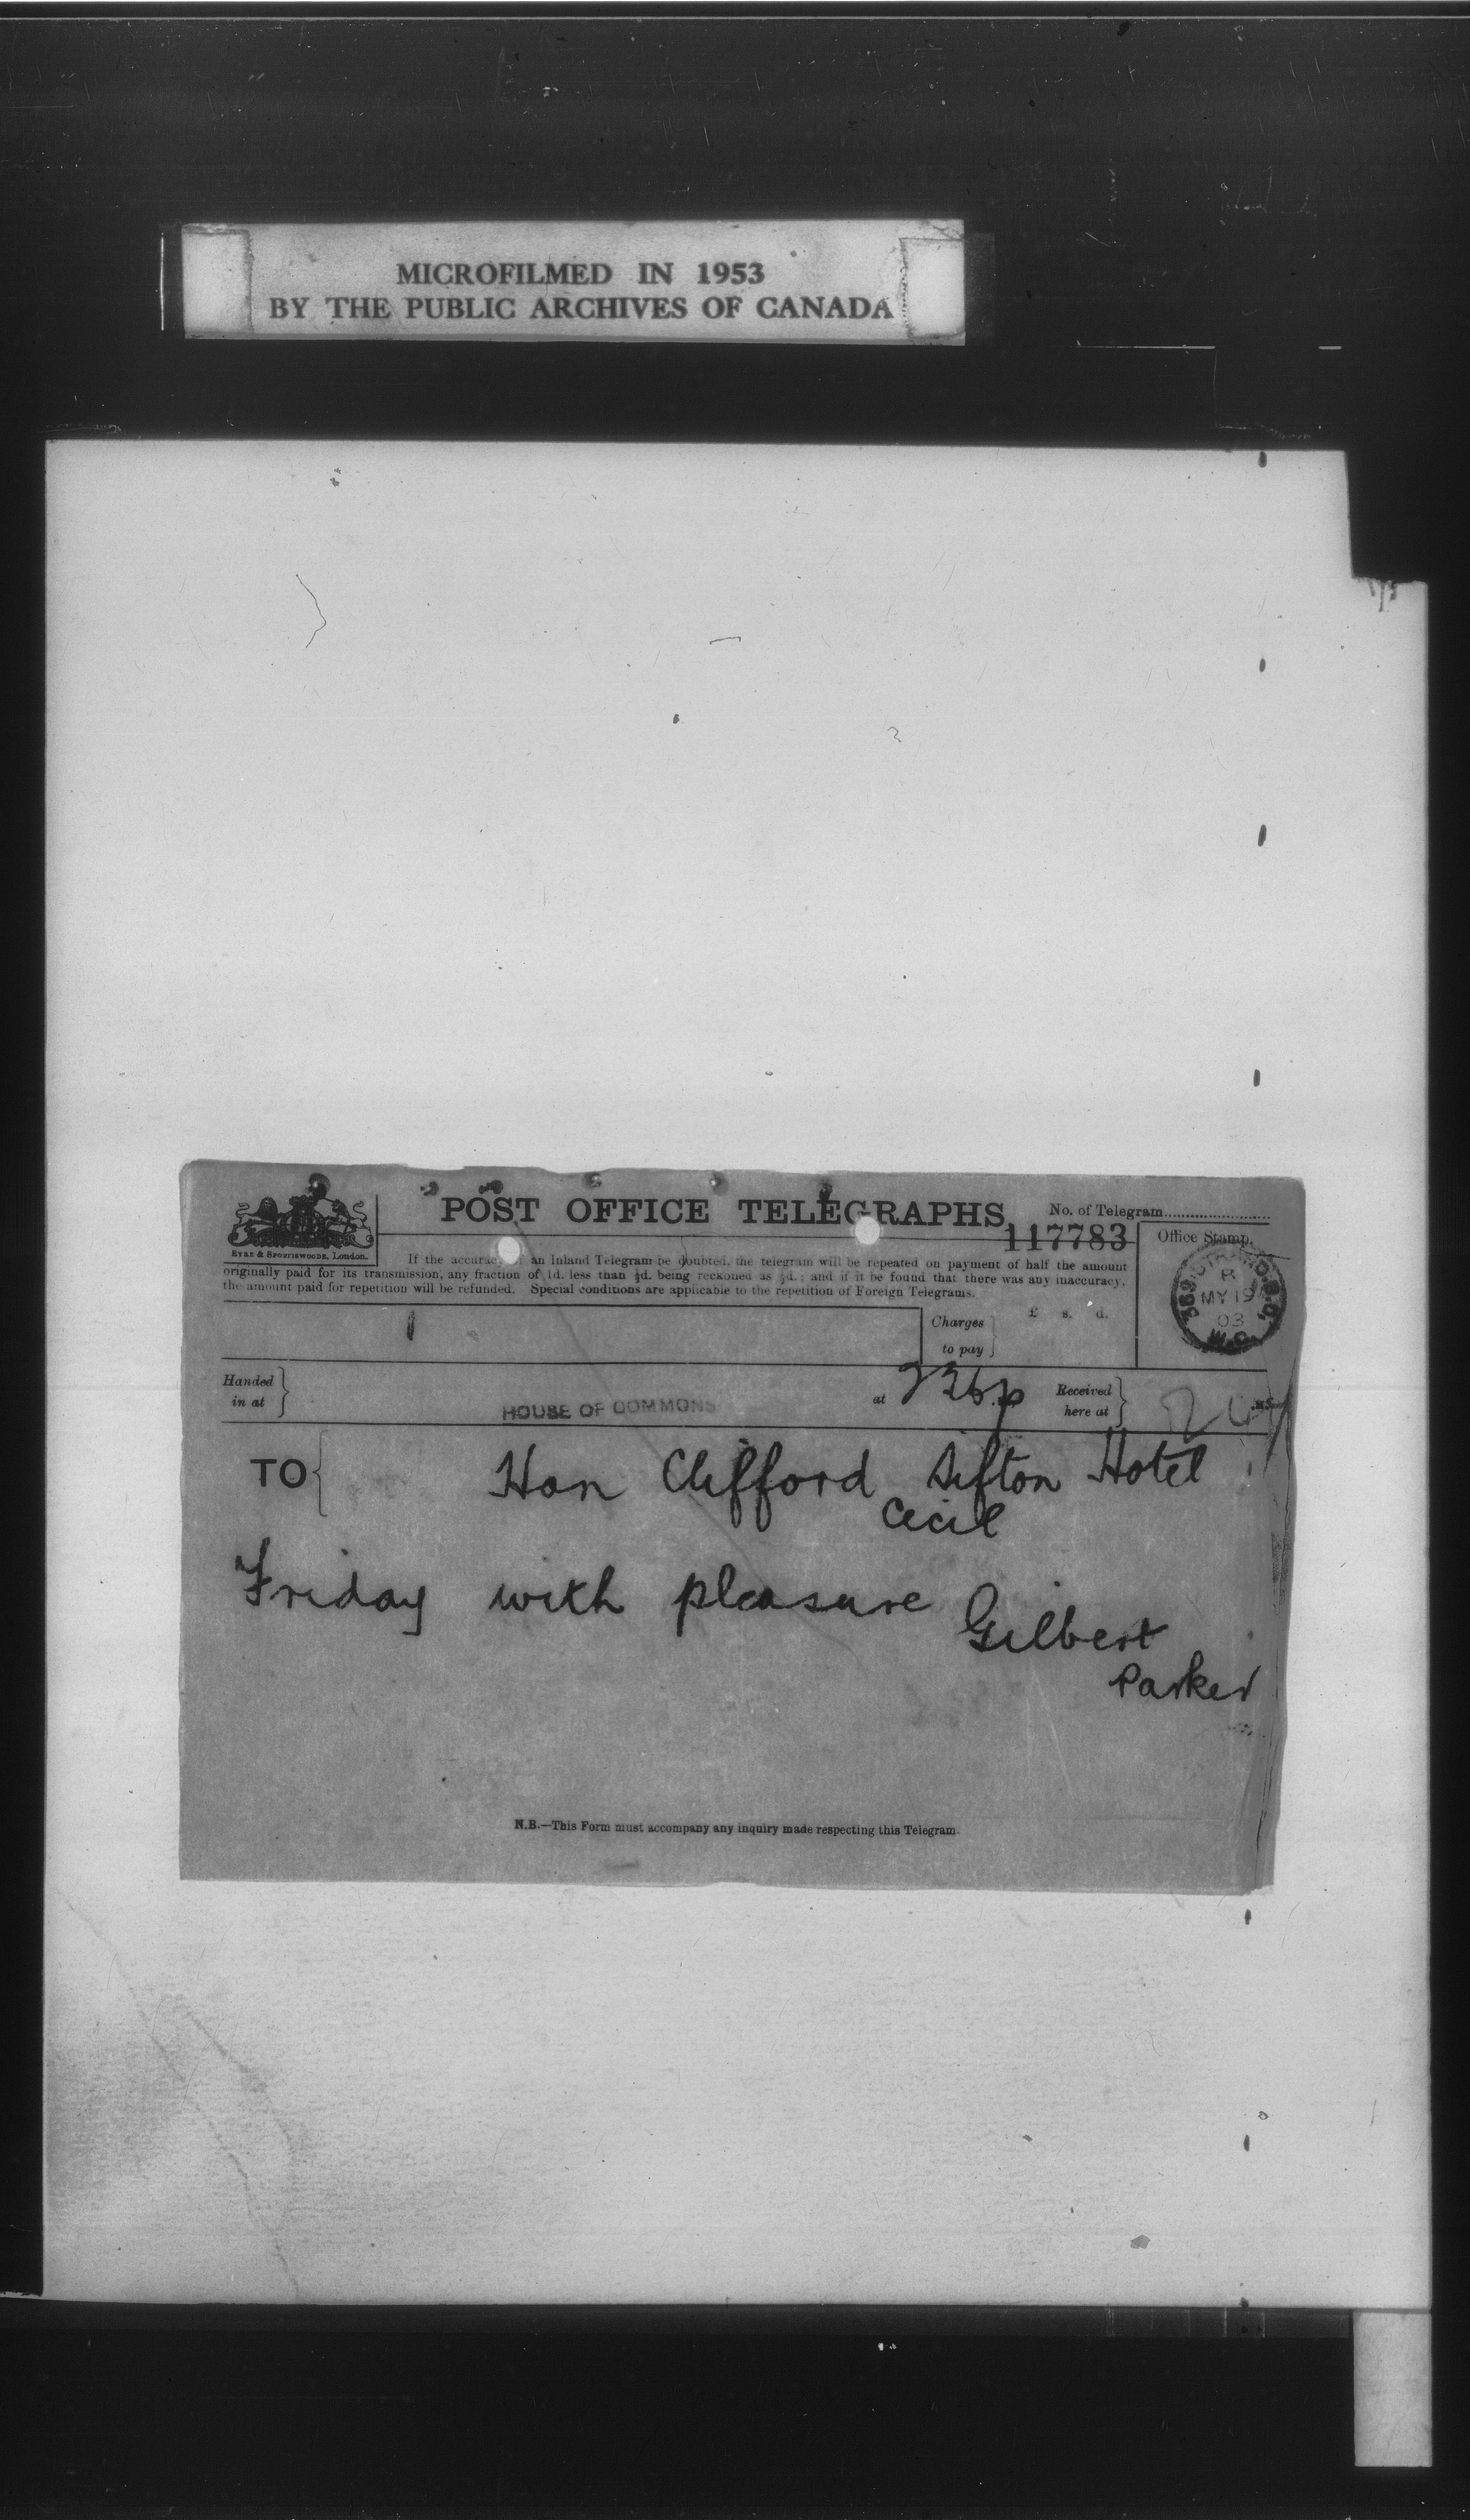 MICROFILMED IN 1953
BY THE PUBLIC ARCHIVES OF CANADA
POST OFFICE TELEGRAPHS
No. of Telegram
117783
Office Stamp.
EYRE & SPOTTISWOODE, London.
If the accurac an Inland Telegram be doubted, the telegram will be repeated on payment of half the amount
originally paid for its transmission, any fraction of 1d. less than ½d. being reckoned as ½d.; and if it be found that there was any inaccuracy,
the amount paid for repetition will be refunded. Special conditions are applicable to the repetition of Foreign Telegrams.
Charges
to pay
£ s. d.
MY 19
03
W.C.
Handed
in at
HOUSE OF COMMONS
at 226p
Received
here at
TO
Hon Clifford Sifton Hotel
Cecil
Friday with pleasure
Gilbert
Parker
N.B.—This Form must accompany any inquiry made respecting this Telegram.